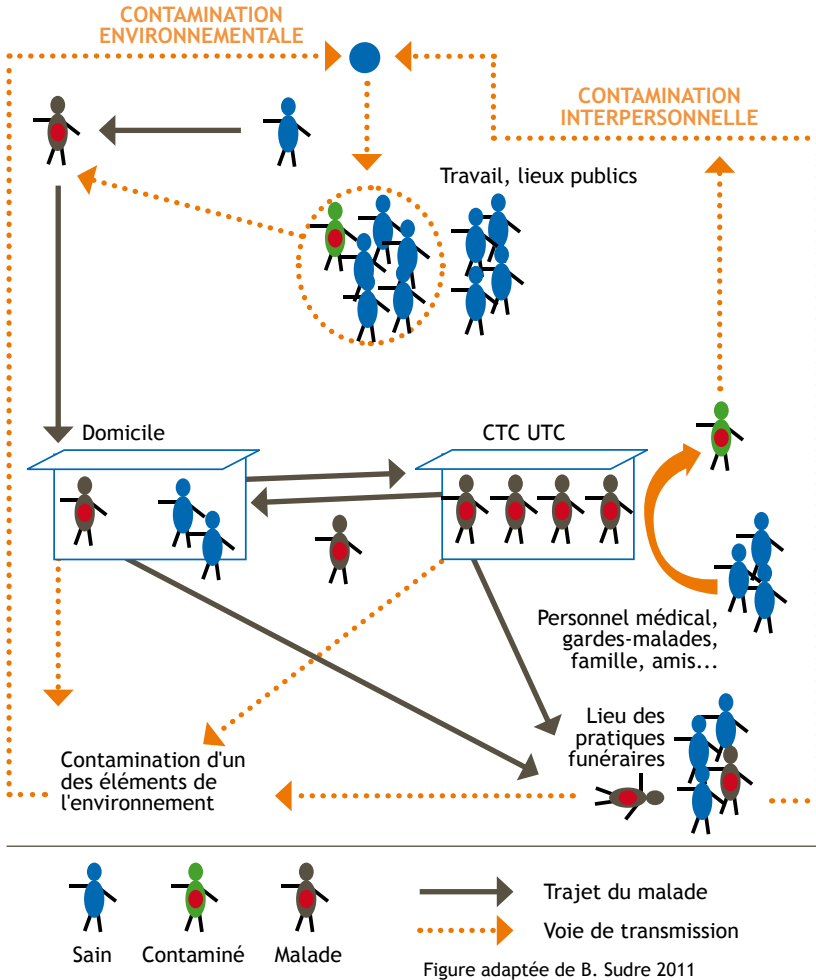 CONTAMINATION
ENVIRONNEMENTALE
CONTAMINATION
INTERPERSONNELLE
Travail, lieux publics
Domicile
CTC UTC
Personnel médical,
gardes-malades,
famille, amis...
Lieu des
pratiques
funéraires
Contamination d'un
des éléments de
l'environnement
Sain
Contaminé
Malade
Trajet du malade
Voie de transmission
Figure adaptée de B. Sudre 2011